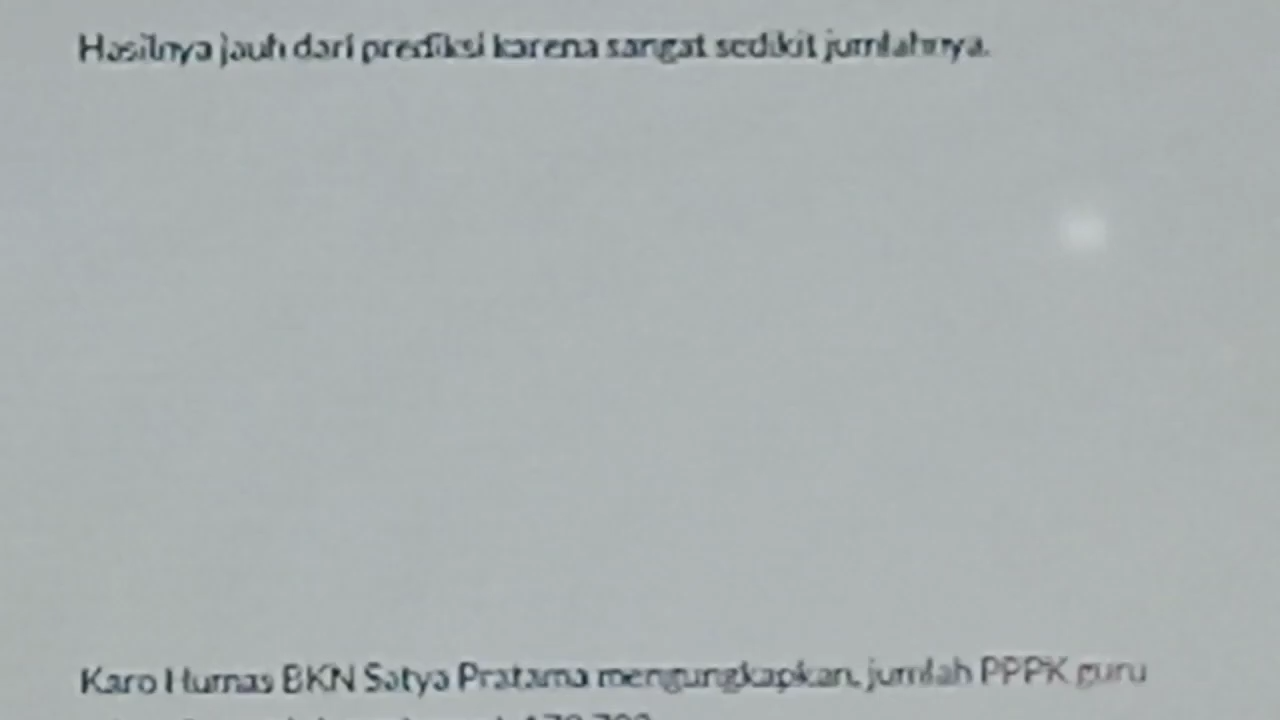 Hasilnya jauh dari prediksi karena sangat sedikit jumlahnya.
Karo Humas BKN Satya Pratama mengungkapkan, jumlah PPPK guru